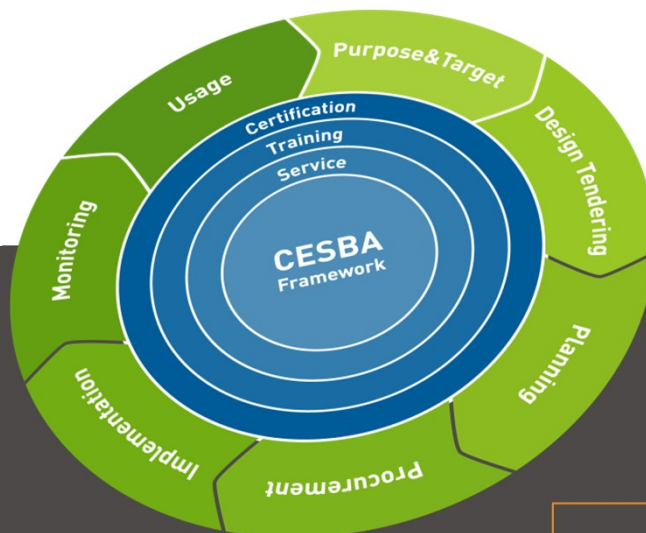 Purpose&Target
Design Tendering
Planning
Procurement
Implementation
Monitoring
Usage
Certification
Training
Service
CESBA
Framework